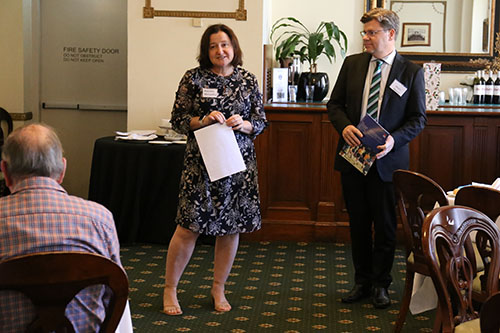 FIRE SAFETY DOOR
DO NOT OBSTRUCT
DO NOT KEEP OPEN